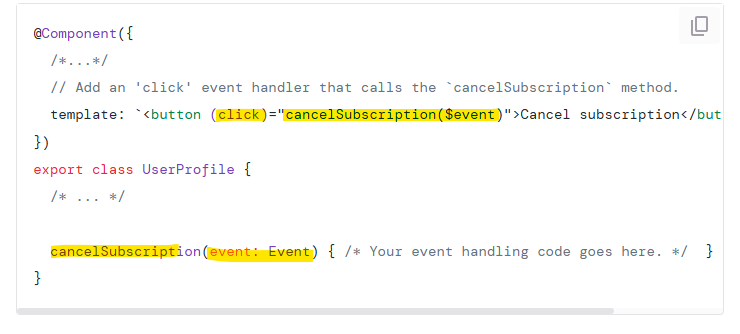 @Component({
/*...*/
// Add an 'click' event handler that calls the `cancelSubscription` method.
template: `<button (click)="cancelSubscription($event)">Cancel subscription</but
})
export class UserProfile {
/* ... */
cancelSubscription(event: Event) { /* Your event handling code goes here. */ }
}